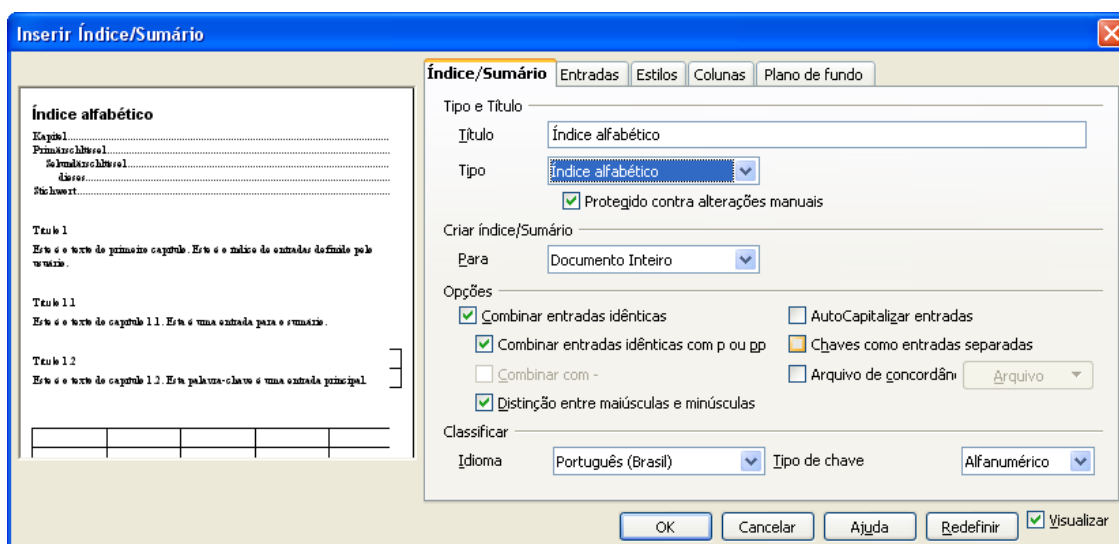 Inserir Índice/Sumário
Índice alfabético
Kapitel
Primärschlüssel
Sekundärschlüssel
dieses
Stichwort
Título 1
Este é o texto do primeiro capítulo. Este é o índice de entradas definido pelo
usuário.
Título 1.1
Este é o texto do capítulo 1.1. Esta é uma entrada para o sumário.
Título 1.2
Este é o texto do capítulo 1.2. Esta palavra-chave é uma entrada principal.
Índice/Sumário Entradas Estilos Colunas Plano de fundo
Tipo e Título
Título Índice alfabético
Tipo Índice alfabético
Protegido contra alterações manuais
Criar índice/Sumário
Para Documento Inteiro
Opções
Combinar entradas idênticas AutoCapitalizar entradas
Combinar entradas idênticas com p ou pp Chaves como entradas separadas
Combinar com - Arquivo de concordân Arquivo
Distinção entre maiúsculas e minúsculas
Classificar
Idioma Português (Brasil) Tipo de chave Alfanumérico
OK Cancelar Ajuda Redefinir Visualizar